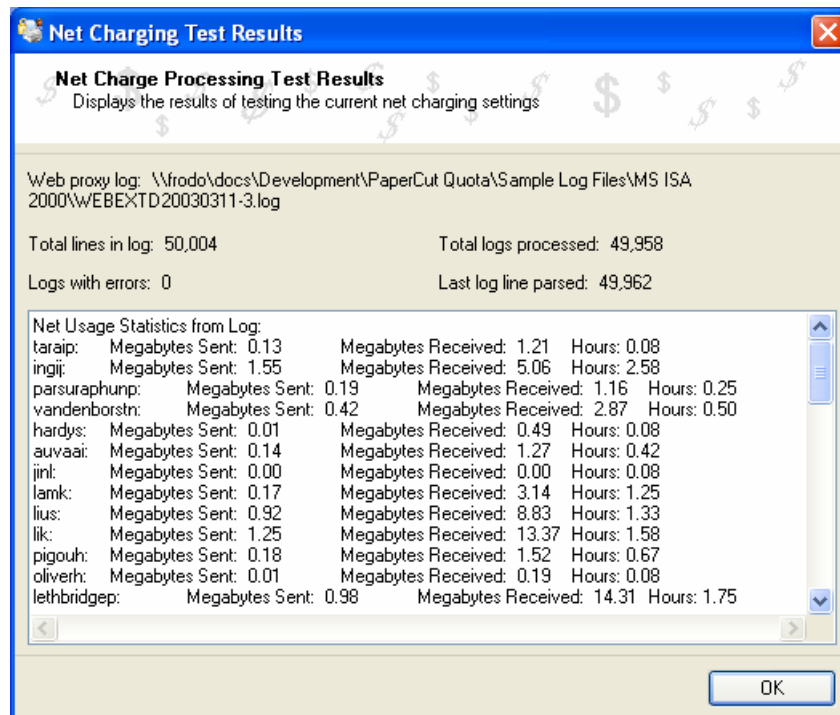 Net Charging Test Results
Net Charge Processing Test Results
Displays the results of testing the current net charging settings
Web proxy log: \\frodo\docs\Development\PaperCut Quota\Sample Log Files\MS ISA
2000\WEBEXTD20030311-3.log
Total lines in log: 50,004 Total logs processed: 49,958
Logs with errors: 0 Last log line parsed: 49,962
Net Usage Statistics from Log:
taraip: Megabytes Sent: 0.13 Megabytes Received: 1.21 Hours: 0.08
ingij: Megabytes Sent: 1.55 Megabytes Received: 5.06 Hours: 2.58
parsuraphunp: Megabytes Sent: 0.19 Megabytes Received: 1.16 Hours: 0.25
vandenborstn: Megabytes Sent: 0.42 Megabytes Received: 2.87 Hours: 0.50
hardys: Megabytes Sent: 0.01 Megabytes Received: 0.49 Hours: 0.08
auvaai: Megabytes Sent: 0.14 Megabytes Received: 1.27 Hours: 0.42
jinl: Megabytes Sent: 0.00 Megabytes Received: 0.00 Hours: 0.08
lamk: Megabytes Sent: 0.17 Megabytes Received: 3.14 Hours: 1.25
lius: Megabytes Sent: 0.92 Megabytes Received: 8.83 Hours: 1.33
lik: Megabytes Sent: 1.25 Megabytes Received: 13.37 Hours: 1.58
pigouh: Megabytes Sent: 0.18 Megabytes Received: 1.52 Hours: 0.67
oliverh: Megabytes Sent: 0.01 Megabytes Received: 0.19 Hours: 0.08
lethbridgep: Megabytes Sent: 0.98 Megabytes Received: 14.31 Hours: 1.75
OK